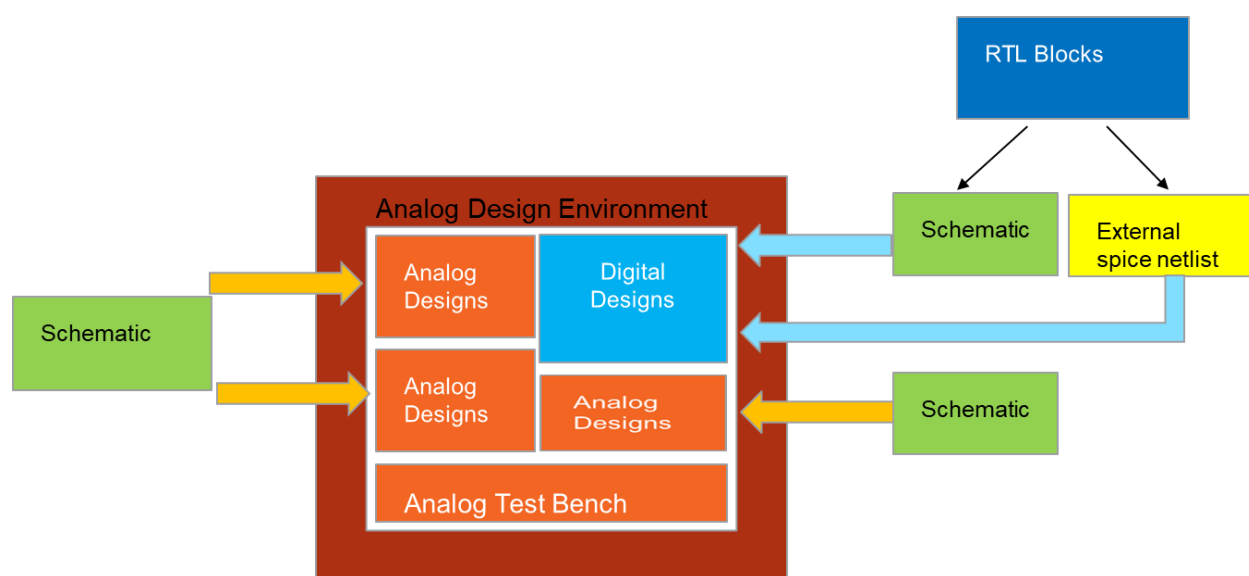 RTL Blocks
Analog Design Environment
Schematic
External
spice netlist
Analog
Designs
Digital
Designs
Schematic
Analog
Designs
Analog
Designs
Schematic
Analog Test Bench